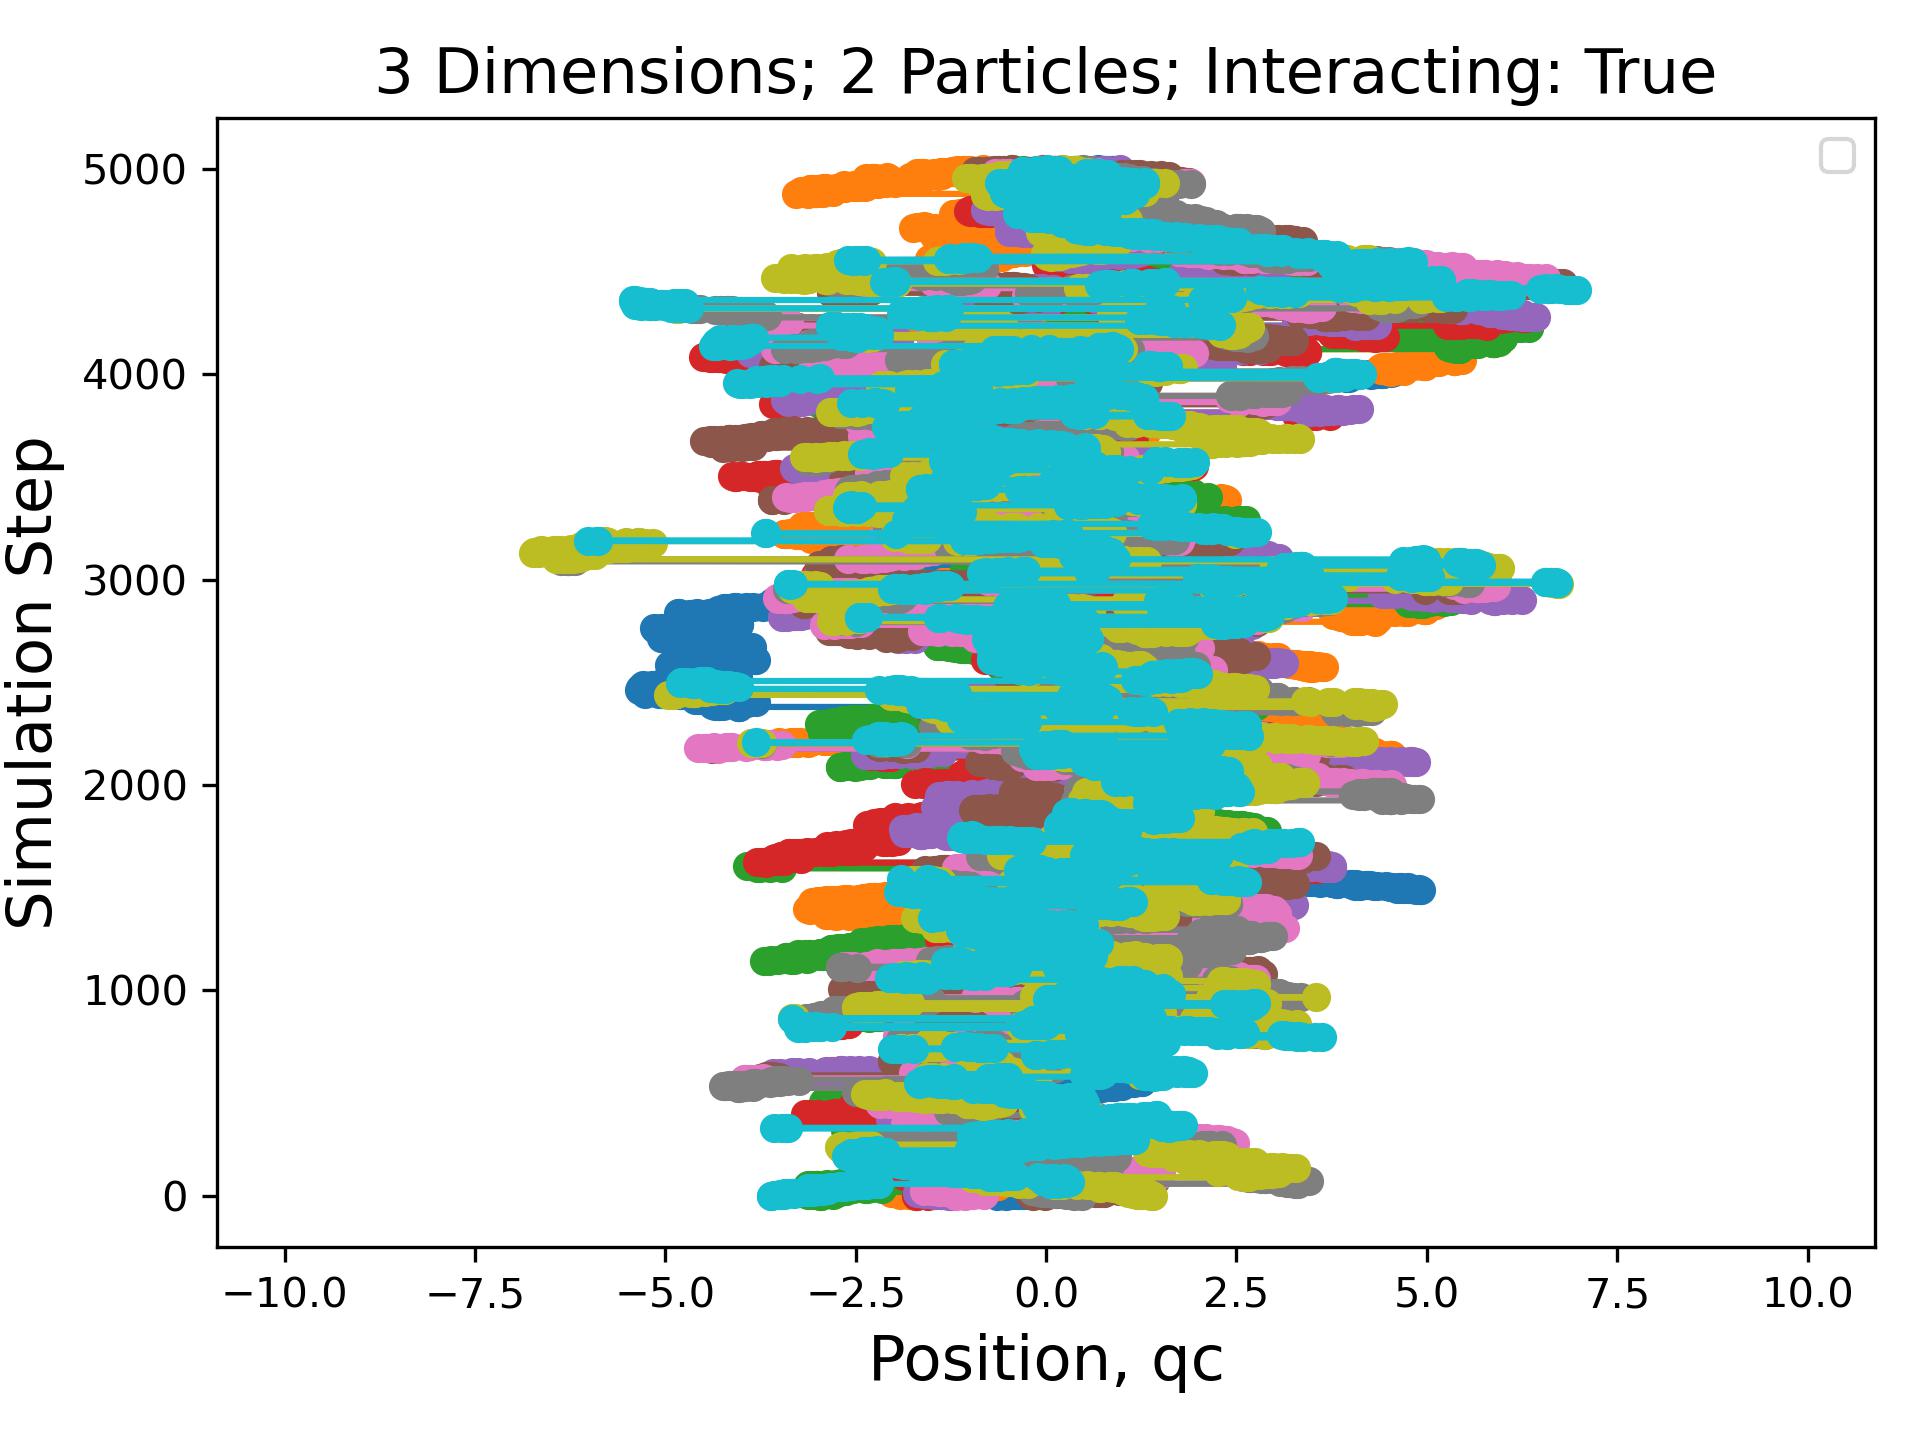 3 Dimensions; 2 Particles; Interacting: True
Simulation Step
5000
4000
3000
2000
1000
0
−10.0 −7.5 −5.0 −2.5 0.0 2.5 5.0 7.5 10.0
Position, qc